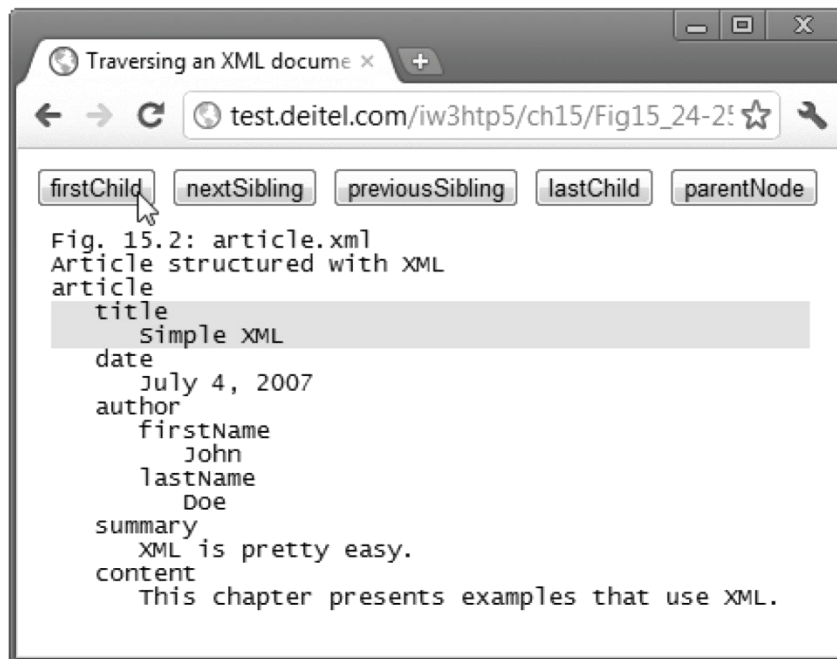 Traversing an XML docume
test.deitel.com/iw3htp5/ch15/Fig15_24-25
firstChild nextSibling previousSibling lastChild parentNode
Fig. 15.2: article.xml
Article structured with XML
article
title
Simple XML
date
July 4, 2007
author
firstName
John
lastName
Doe
summary
XML is pretty easy.
content
This chapter presents examples that use XML.